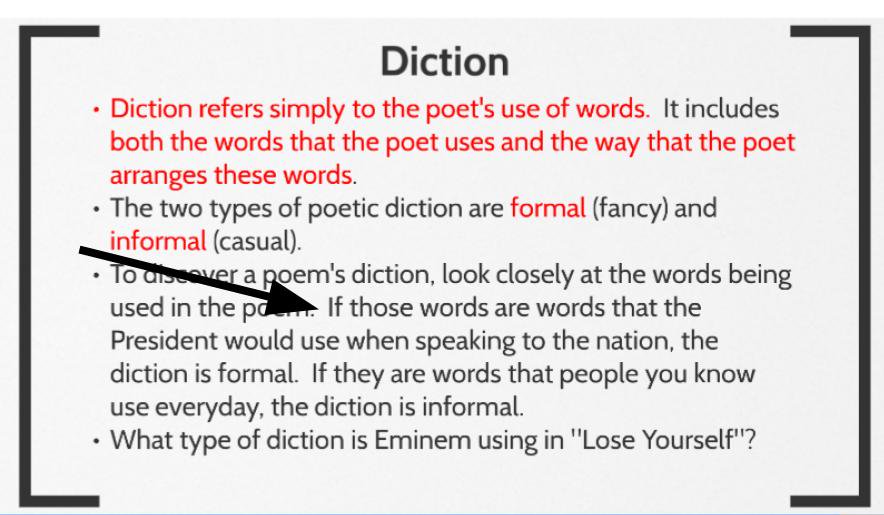 Diction
• Diction refers simply to the poet's use of words.  It includes
both the words that the poet uses and the way that the poet
arranges these words.
• The two types of poetic diction are formal (fancy) and
informal (casual).
• To discover a poem's diction, look closely at the words being
used in the poem.  If those words are words that the
President would use when speaking to the nation, the
diction is formal.  If they are words that people you know
use everyday, the diction is informal.
• What type of diction is Eminem using in "Lose Yourself"?